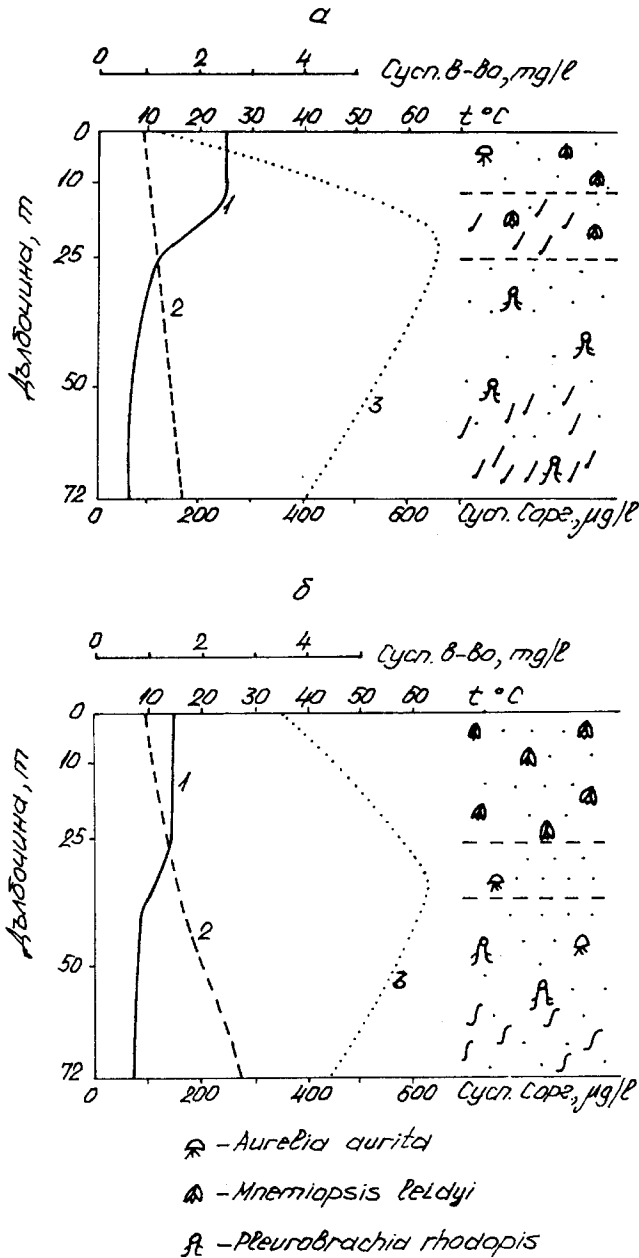 а
0 2 4 Сусп. в-во, mg/l
10 20 30 40 50 60 t °C
0
10
25
50
72
Дълбочина, m
1
2
3
0 200 400 600 Сусп. Сорг., µg/l
б
0 2 4 Сусп. в-во, mg/l
10 20 30 40 50 60 t °C
0
10
25
50
72
Дълбочина, m
1
2
3
0 200 400 600 Сусп. Сорг., µg/l
- Aurelia aurita
- Mnemiopsis leidyi
- Pleurobrachia rhodopis